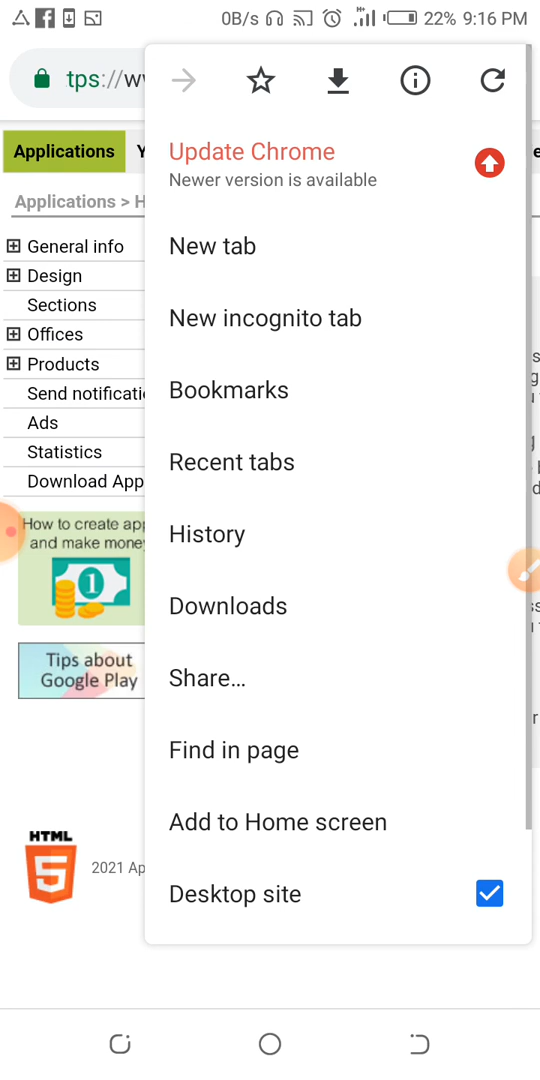 0B/s 22% 9:16 PM
tps://w
Update Chrome
Newer version is available
New tab
New incognito tab
Bookmarks
Recent tabs
History
Downloads
Share...
Find in page
Add to Home screen
Desktop site
Applications Y
Applications > H
General info
Design
Sections
Offices
Products
Send notificati
Ads
Statistics
Download App
How to create app
and make money
1
Tips about
Google Play
HTML
5
2021 Ap